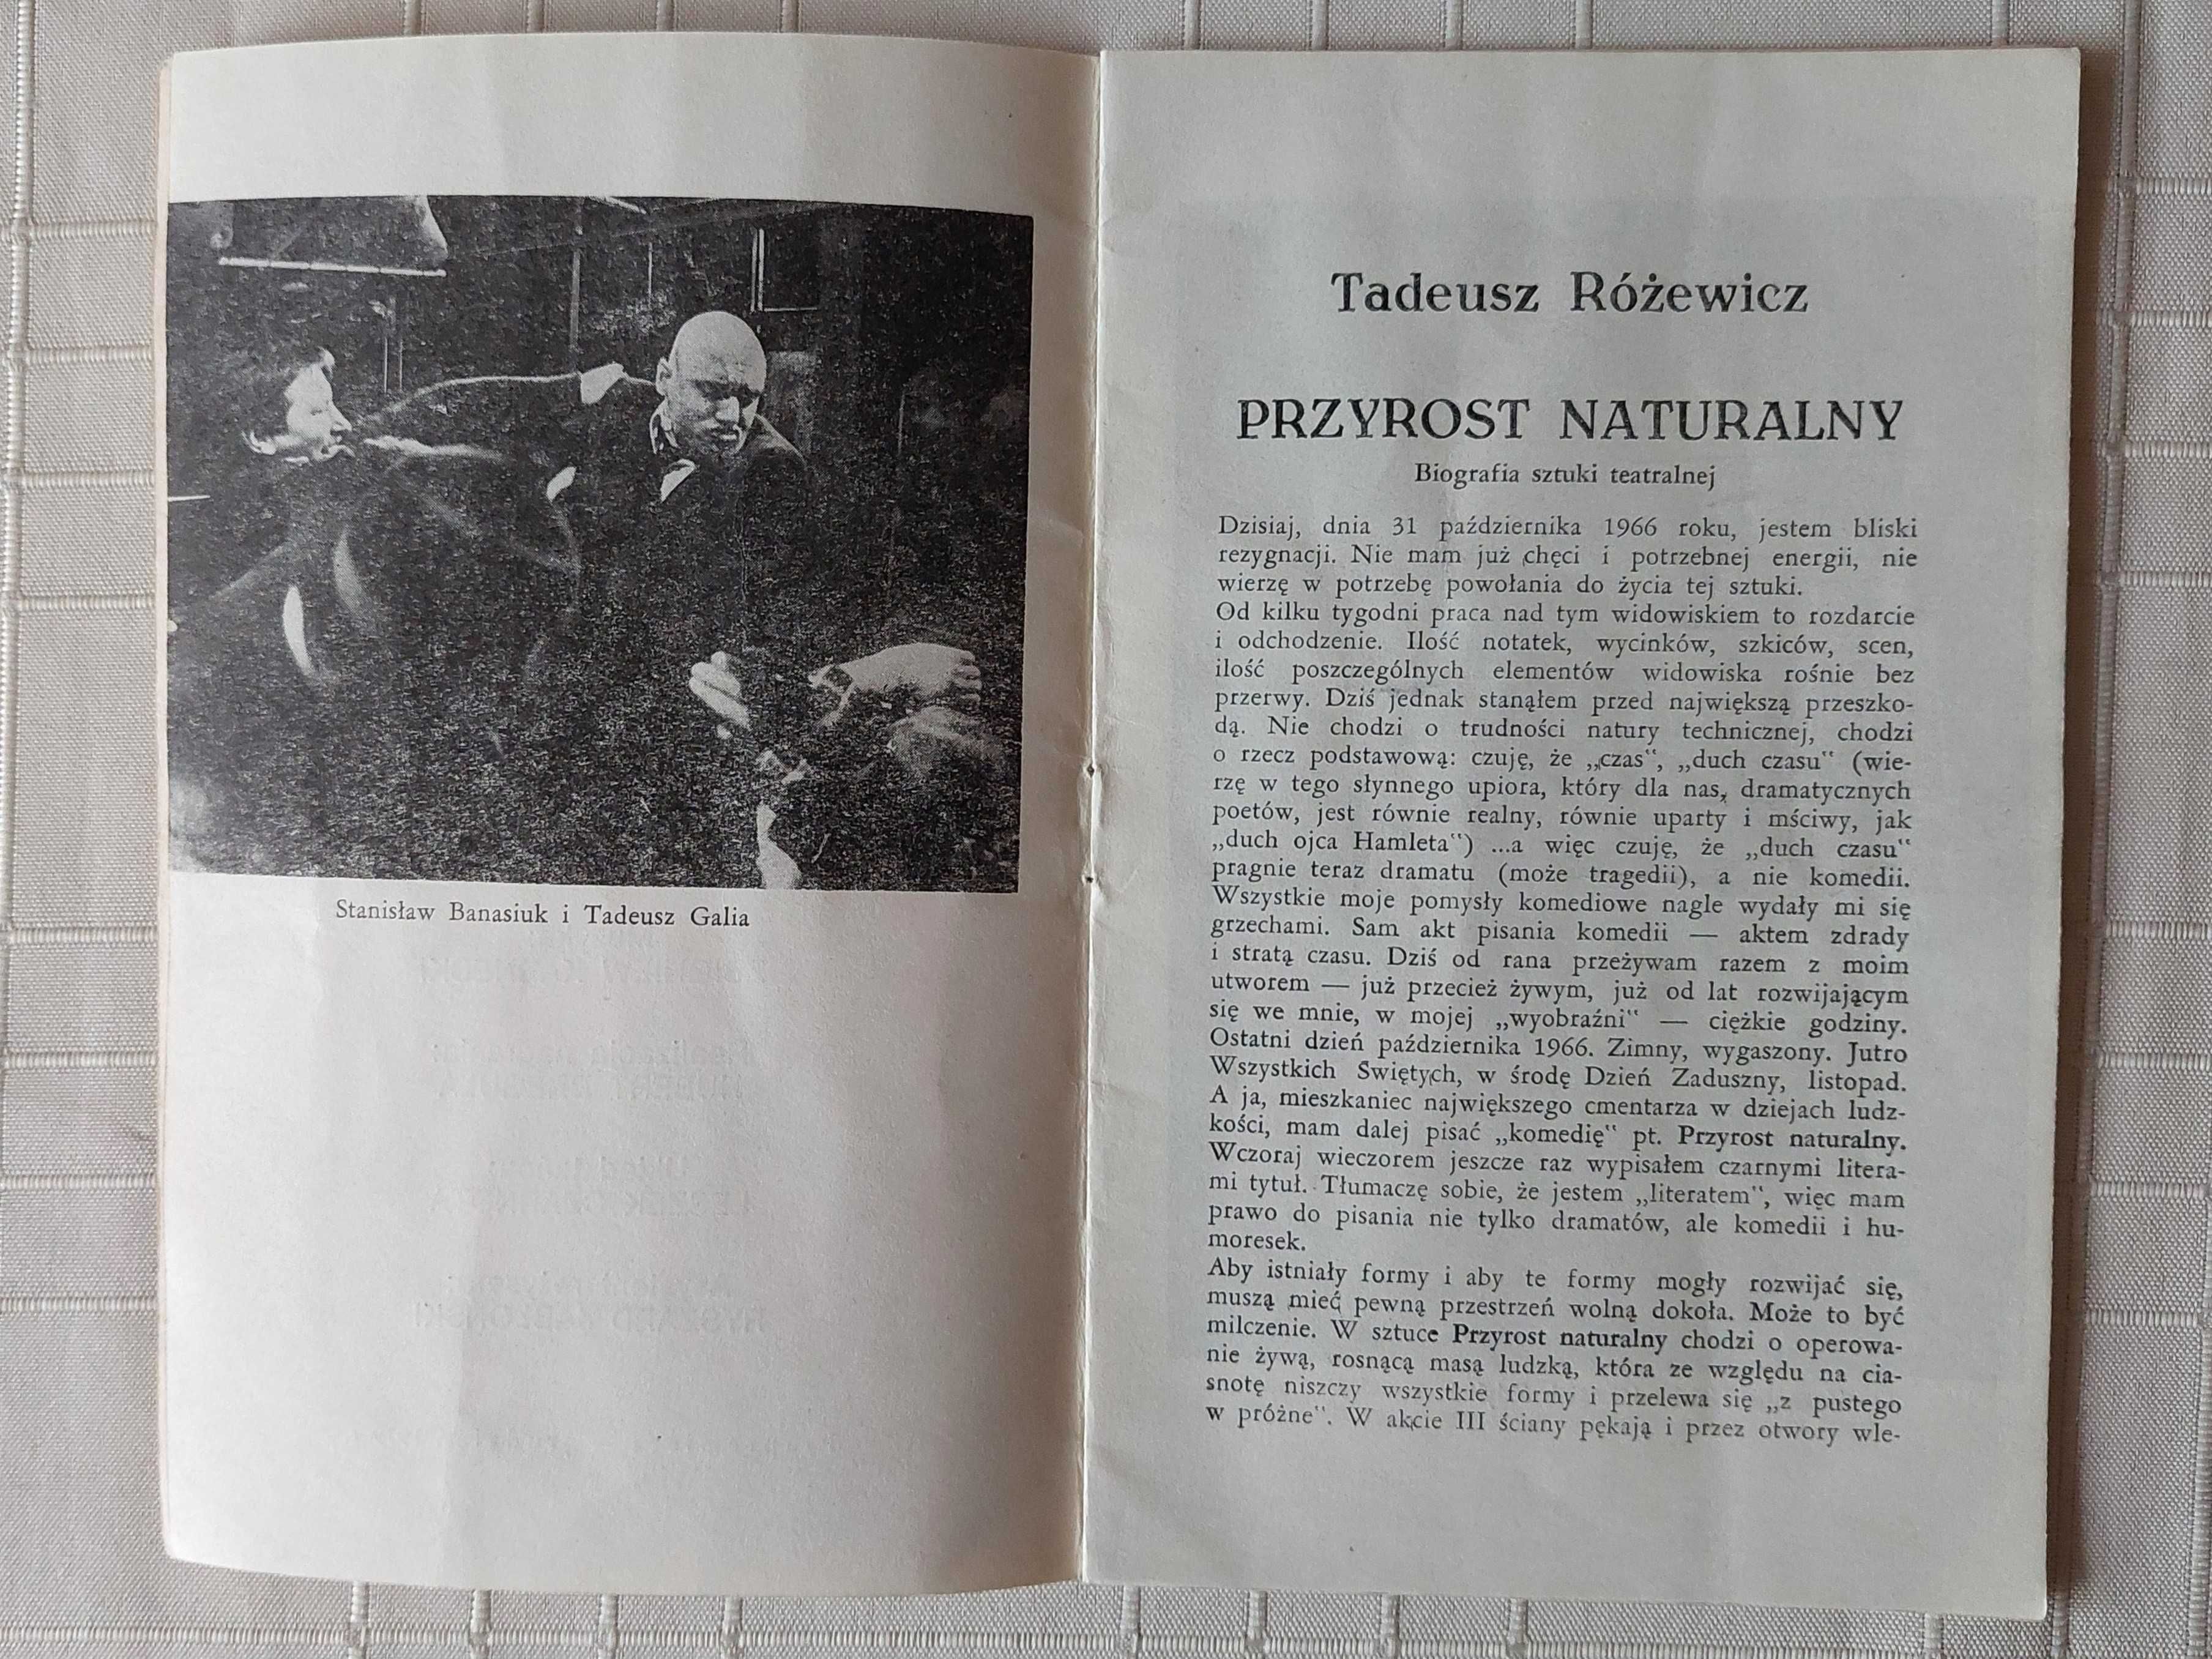 Stanisław Banasiuk i Tadeusz Galia
Tadeusz Różewicz
PRZYROST NATURALNY
Biografia sztuki teatralnej
Dzisiaj, dnia 31 października 1966 roku, jestem bliski
rezygnacji. Nie mam już chęci i potrzebnej energii, nie
wierzę w potrzebę powołania do życia tej sztuki.
Od kilku tygodni praca nad tym widowiskiem to rozdarcie
i odchodzenie. Ilość notatek, wycinków, szkiców, scen,
ilość poszczególnych elementów widowiska rośnie bez
przerwy. Dziś jednak stanąłem przed największą przeszko-
dą. Nie chodzi o trudności natury technicznej, chodzi
o rzecz podstawową: czuję, że „czas‟, „duch czasu‟ (wie-
rzę w tego słynnego upiora, który dla nas, dramatycznych
poetów, jest równie realny, równie uparty i mściwy, jak
„duch ojca Hamleta‟) ...a więc czuję, że „duch czasu‟
pragnie teraz dramatu (może tragedii), a nie komedii.
Wszystkie moje pomysły komediowe nagle wydały mi się
grzechami. Sam akt pisania komedii — aktem zdrady
i stratą czasu. Dziś od rana przeżywam razem z moim
utworem — już przecież żywym, już od lat rozwijającym
się we mnie, w mojej „wyobraźni‟ — ciężkie godziny.
Ostatni dzień października 1966. Zimny, wygaszony. Jutro
Wszystkich Świętych, w środę Dzień Zaduszny, listopad.
A ja, mieszkaniec największego cmentarza w dziejach ludz-
kości, mam dalej pisać „komedię‟ pt. Przyrost naturalny.
Wczoraj wieczorem jeszcze raz wypisałem czarnymi litera-
mi tytuł. Tłumaczę sobie, że jestem „literatem‟, więc mam
prawo do pisania nie tylko dramatów, ale komedii i hu-
moresek.
Aby istniały formy i aby te formy mogły rozwijać się,
muszą mieć pewną przestrzeń wolną dokoła. Może to być
milczenie. W sztuce Przyrost naturalny chodzi o operowa-
nie żywą, rosnącą masą ludzką, która ze względu na cia-
snotę niszczy wszystkie formy i przelewa się „z pustego
w próżne‟. W akcie III ściany pękają i przez otwory wle-